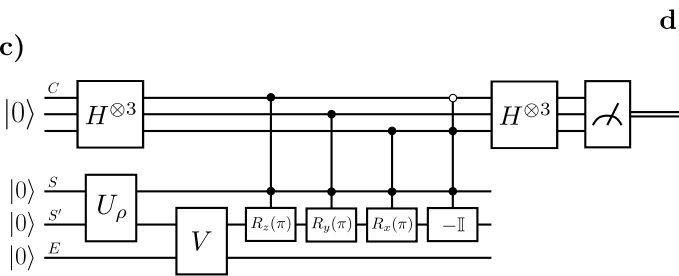 d
c)
C
|0⟩ H⊗3 H⊗3
|0⟩ S
U_ρ
|0⟩ S′ R_z(π) R_y(π) R_x(π) −𝕀
V
|0⟩ E